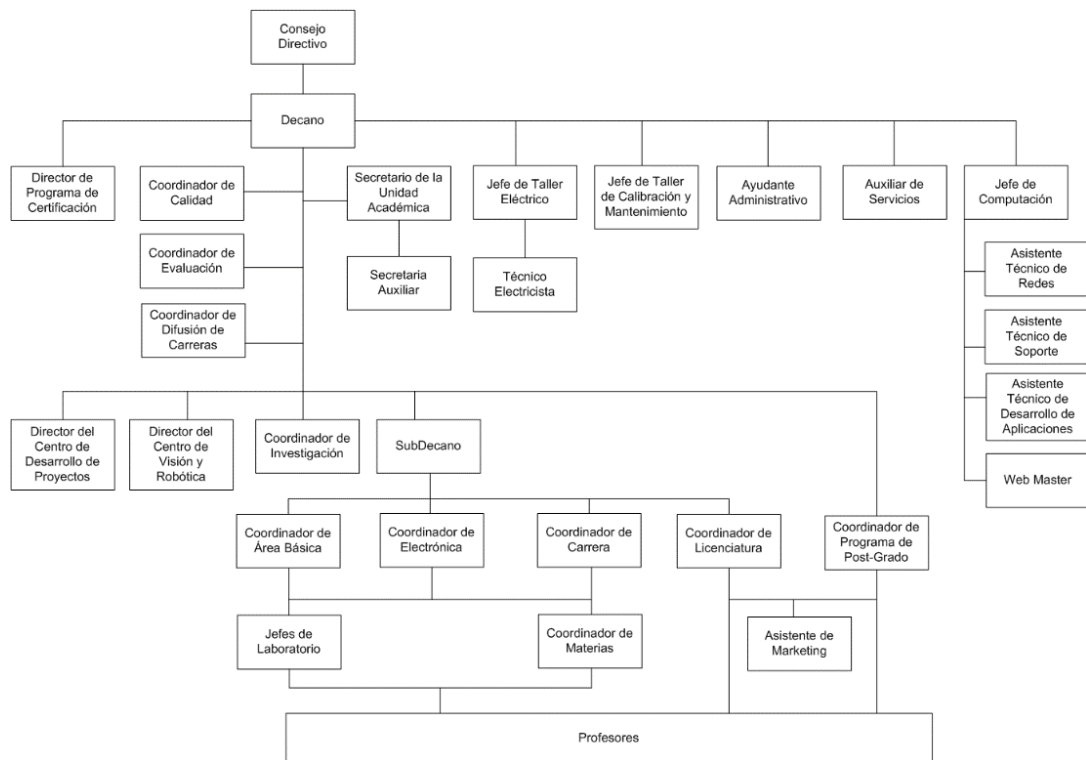 Consejo
Directivo
Decano
Director de
Programa de
Certificación
Coordinador de
Calidad
Secretario de la
Unidad
Académica
Jefe de Taller
Eléctrico
Jefe de Taller
de Calibración y
Mantenimiento
Ayudante
Administrativo
Auxiliar de
Servicios
Jefe de
Computación
Coordinador de
Evaluación
Secretaria
Auxiliar
Técnico
Electricista
Asistente
Técnico de
Redes
Coordinador de
Difusión de
Carreras
Asistente
Técnico de
Soporte
Asistente
Técnico de
Desarrollo de
Aplicaciones
Web Master
Director del
Centro de
Desarrollo de
Proyectos
Director del
Centro de
Visión y
Robótica
Coordinador de
Investigación
SubDecano
Coordinador de
Área Básica
Coordinador de
Electrónica
Coordinador de
Carrera
Coordinador de
Licenciatura
Coordinador de
Programa de
Post-Grado
Jefes de
Laboratorio
Coordinador de
Materias
Asistente de
Marketing
Profesores